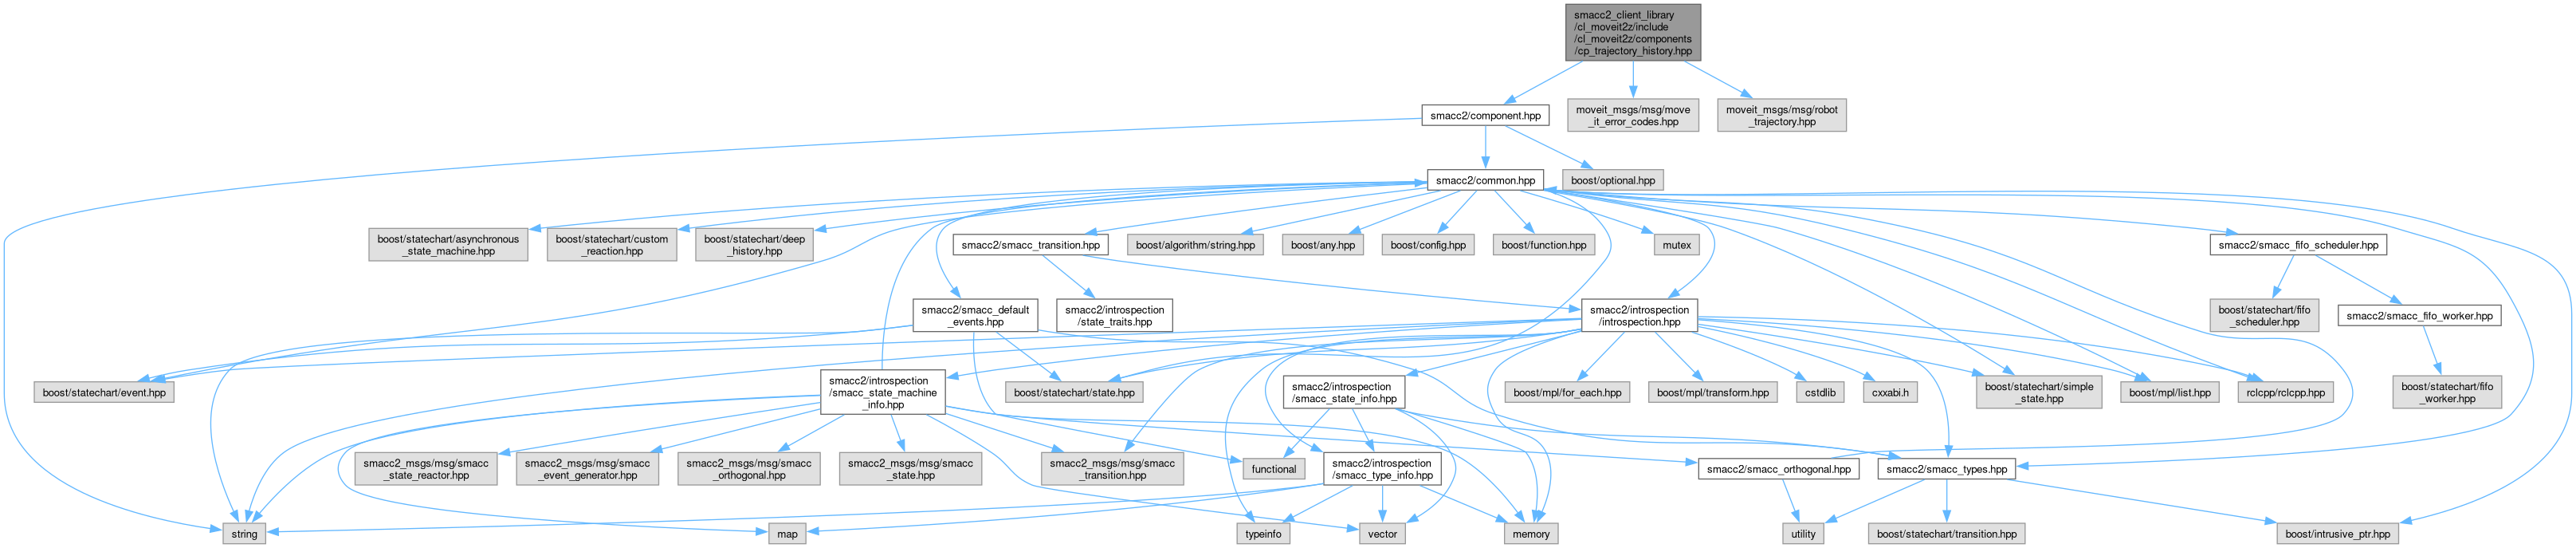 smacc2_client_library
/cl_moveit2z/include
/cl_moveit2z/components
/cp_trajectory_history.hpp
smacc2/component.hpp
moveit_msgs/msg/move
_it_error_codes.hpp
moveit_msgs/msg/robot
_trajectory.hpp
smacc2/common.hpp
boost/optional.hpp
boost/statechart/asynchronous
_state_machine.hpp
boost/statechart/custom
_reaction.hpp
boost/statechart/deep
_history.hpp
smacc2/smacc_transition.hpp
boost/algorithm/string.hpp
boost/any.hpp
boost/config.hpp
boost/function.hpp
mutex
smacc2/smacc_fifo_scheduler.hpp
smacc2/smacc_default
_events.hpp
smacc2/introspection
/state_traits.hpp
smacc2/introspection
/introspection.hpp
boost/statechart/fifo
_scheduler.hpp
smacc2/smacc_fifo_worker.hpp
boost/statechart/event.hpp
smacc2/introspection
/smacc_state_machine
_info.hpp
boost/statechart/state.hpp
smacc2/introspection
/smacc_state_info.hpp
boost/mpl/for_each.hpp
boost/mpl/transform.hpp
cstdlib
cxxabi.h
boost/statechart/simple
_state.hpp
boost/mpl/list.hpp
rclcpp/rclcpp.hpp
boost/statechart/fifo
_worker.hpp
smacc2_msgs/msg/smacc
_state_reactor.hpp
smacc2_msgs/msg/smacc
_event_generator.hpp
smacc2_msgs/msg/smacc
_orthogonal.hpp
smacc2_msgs/msg/smacc
_state.hpp
smacc2_msgs/msg/smacc
_transition.hpp
functional
smacc2/introspection
/smacc_type_info.hpp
smacc2/smacc_orthogonal.hpp
smacc2/smacc_types.hpp
string
map
typeinfo
vector
memory
utility
boost/statechart/transition.hpp
boost/intrusive_ptr.hpp